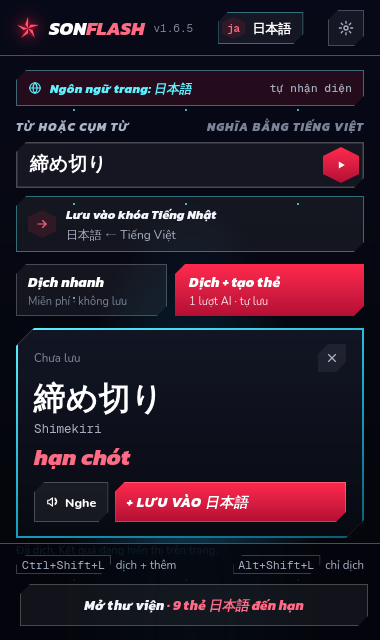 SONFLASH v1.6.5 ja 日本語
Ngôn ngữ trang: 日本語 tự nhận diện
TỪ HOẶC CỤM TỪ NGHĨA BẰNG TIẾNG VIỆT
締め切り
Lưu vào khóa Tiếng Nhật
日本語 ← Tiếng Việt
Dịch nhanh Dịch + tạo thẻ
Miễn phí · không lưu 1 lượt AI · tự lưu
Chưa lưu
締め切り
Shimekiri
hạn chót
Nghe + LƯU VÀO 日本語
Đã dịch. Kết quả đang hiển thị trên trang.
Ctrl+Shift+L dịch + thêm Alt+Shift+L chỉ dịch
Mở thư viện · 9 thẻ 日本語 đến hạn